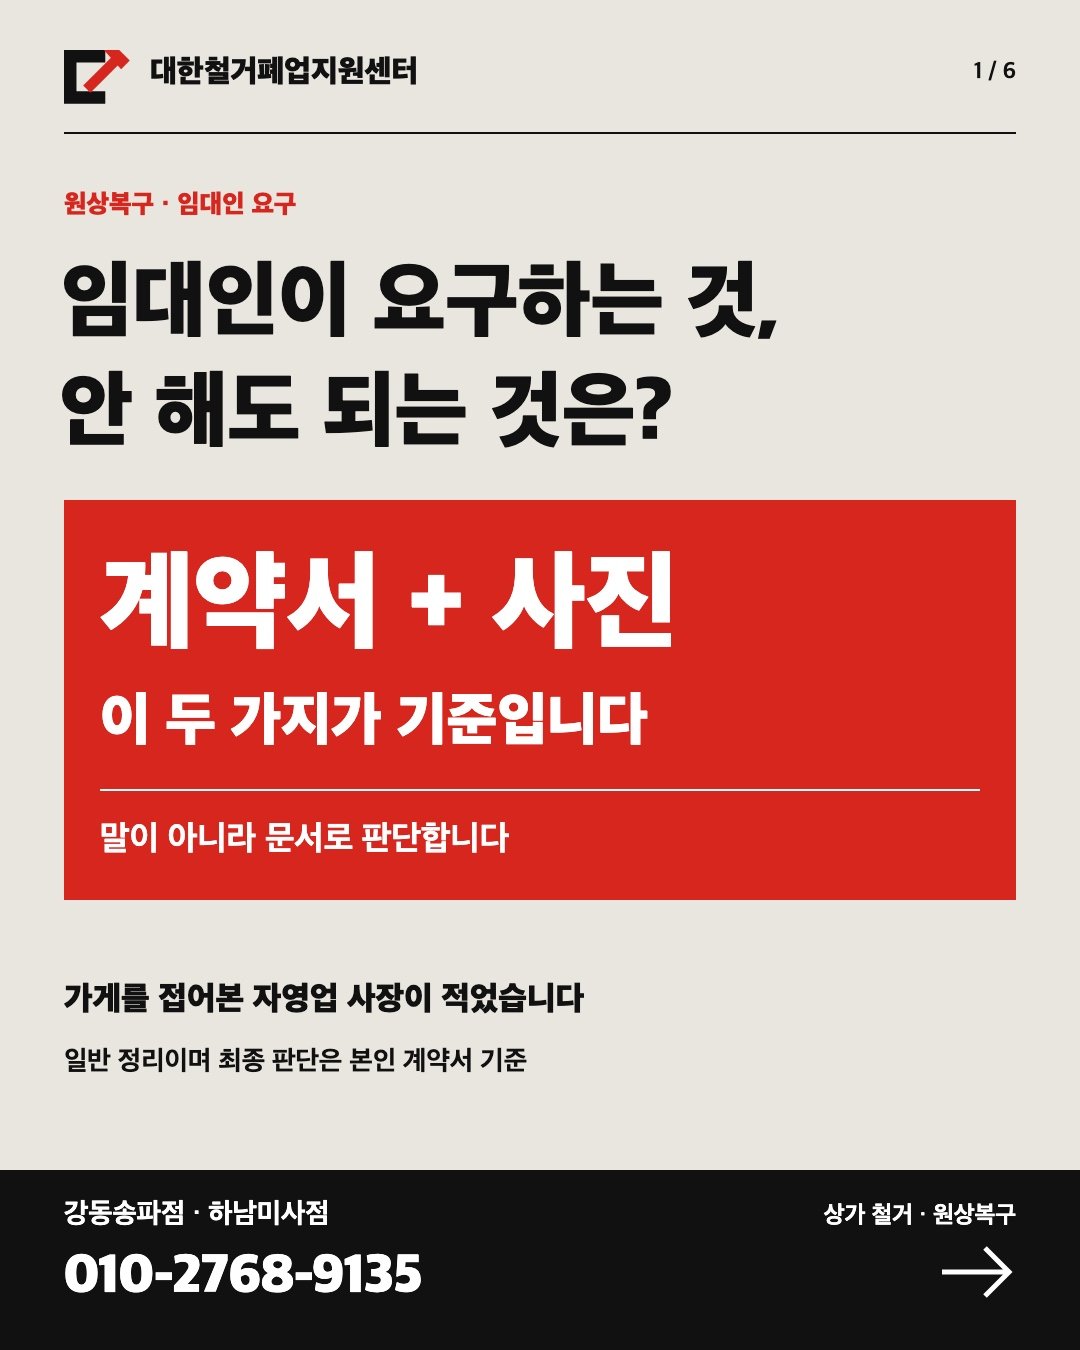 대한철거폐업지원센터
1 / 6
원상복구 · 임대인 요구
임대인이 요구하는 것,
안 해도 되는 것은?
계약서 + 사진
이 두 가지가 기준입니다
말이 아니라 문서로 판단합니다
가게를 접어본 자영업 사장이 적었습니다
일반 정리이며 최종 판단은 본인 계약서 기준
강동송파점 · 하남미사점
상가 철거 · 원상복구
010-2768-9135